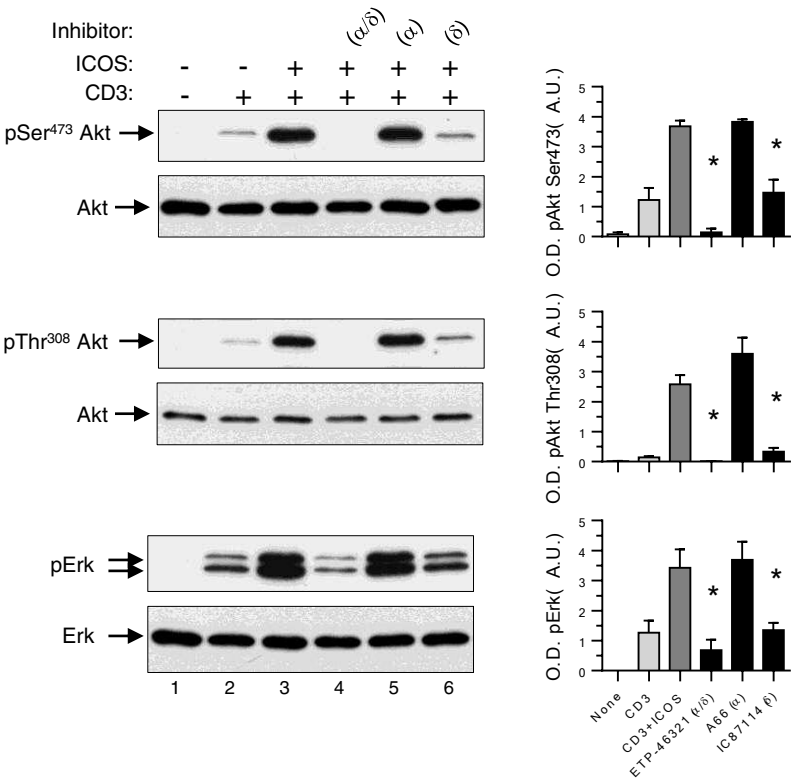 Inhibitor: (α/δ) (α) (δ)
ICOS: - - + + + +
CD3: - + + + + +
pSer473 Akt
Akt
pThr308 Akt
Akt
pErk
Erk
1 2 3 4 5 6
O.D. pAkt Ser473( A.U.)
5
4
3
2
1
0
*
*
O.D. pAkt Thr308( A.U.)
5
4
3
2
1
0
*
*
O.D. pErk( A.U.)
5
4
3
2
1
0
*
*
None
CD3
CD3+ICOS
ETP-46321 (α/δ)
A66 (α)
IC87114 (δ)